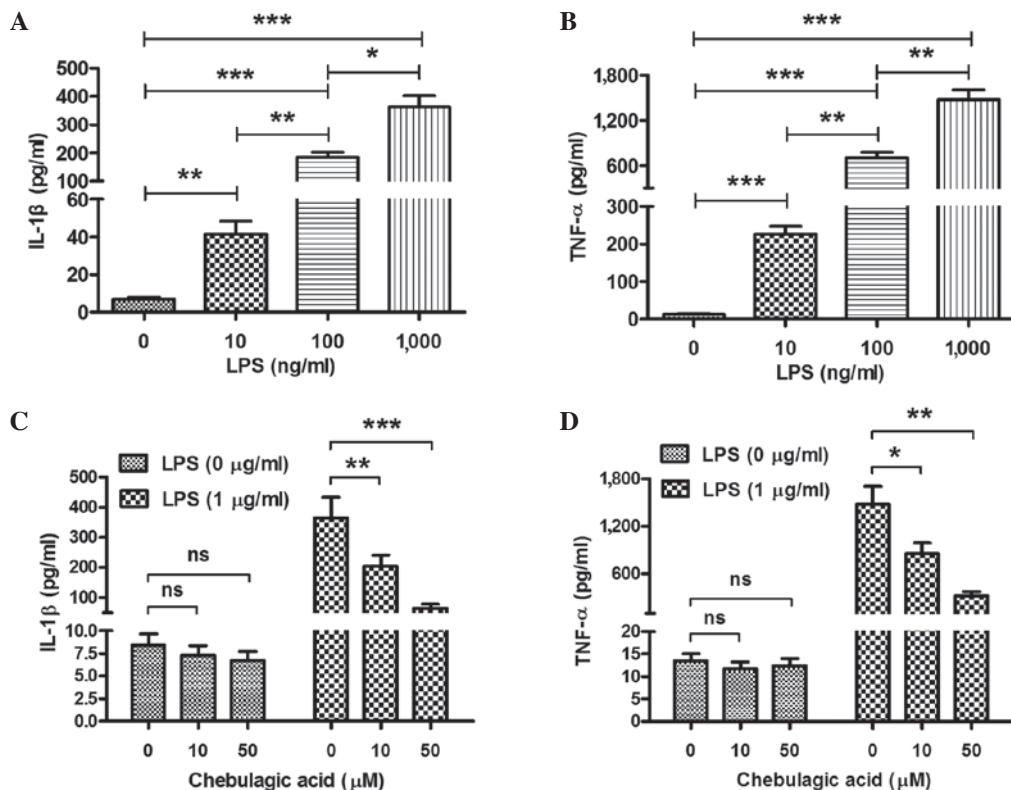 A
***
*
***
**
**
500
400
300
200
100
60
40
20
0
IL-1β (pg/ml)
0 10 100 1,000
LPS (ng/ml)
B
***
**
***
**
***
1,800
1,200
600
300
200
100
0
TNF-α (pg/ml)
0 10 100 1,000
LPS (ng/ml)
C
LPS (0 μg/ml)
LPS (1 μg/ml)
***
**
ns
ns
500
400
300
200
100
10.0
7.5
5.0
2.5
0.0
IL-1β (pg/ml)
0 10 50 0 10 50
Chebulagic acid (μM)
D
LPS (0 μg/ml)
LPS (1 μg/ml)
**
*
ns
ns
1,800
1,200
600
20
15
10
5
0
TNF-α (pg/ml)
0 10 50 0 10 50
Chebulagic acid (μM)